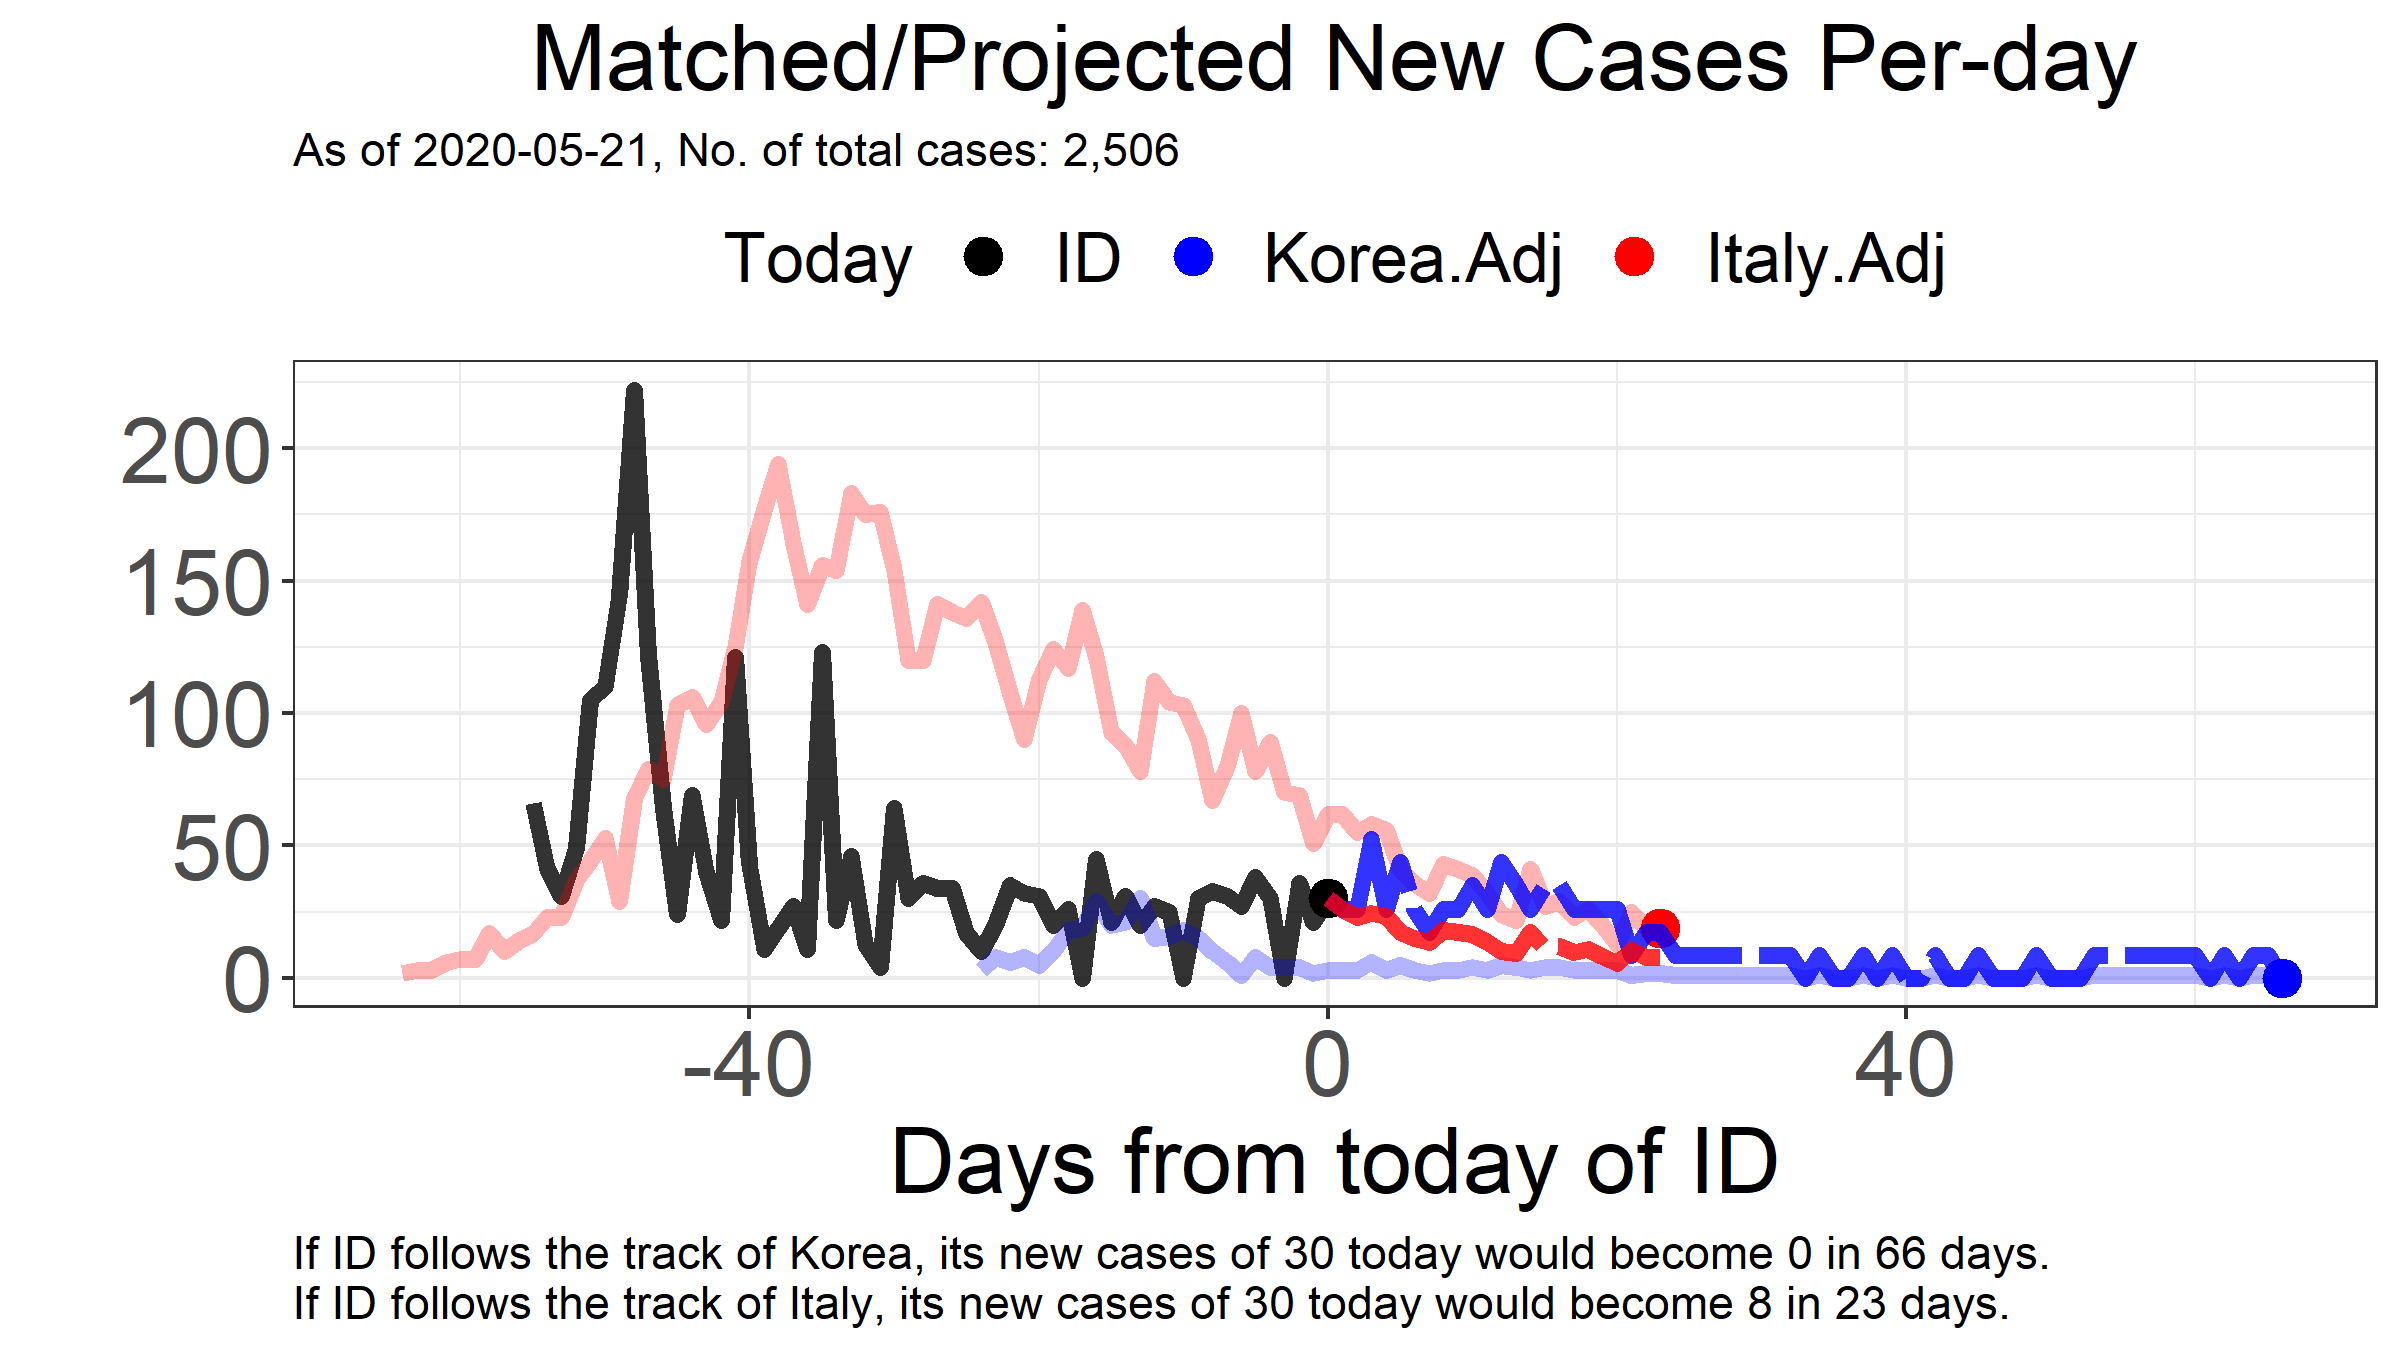 Matched/Projected New Cases Per-day
As of 2020-05-21, No. of total cases: 2,506
Today ID Korea.Adj Italy.Adj
200
150
100
50
0
-40 0 40
Days from today of ID
If ID follows the track of Korea, its new cases of 30 today would become 0 in 66 days.
If ID follows the track of Italy, its new cases of 30 today would become 8 in 23 days.